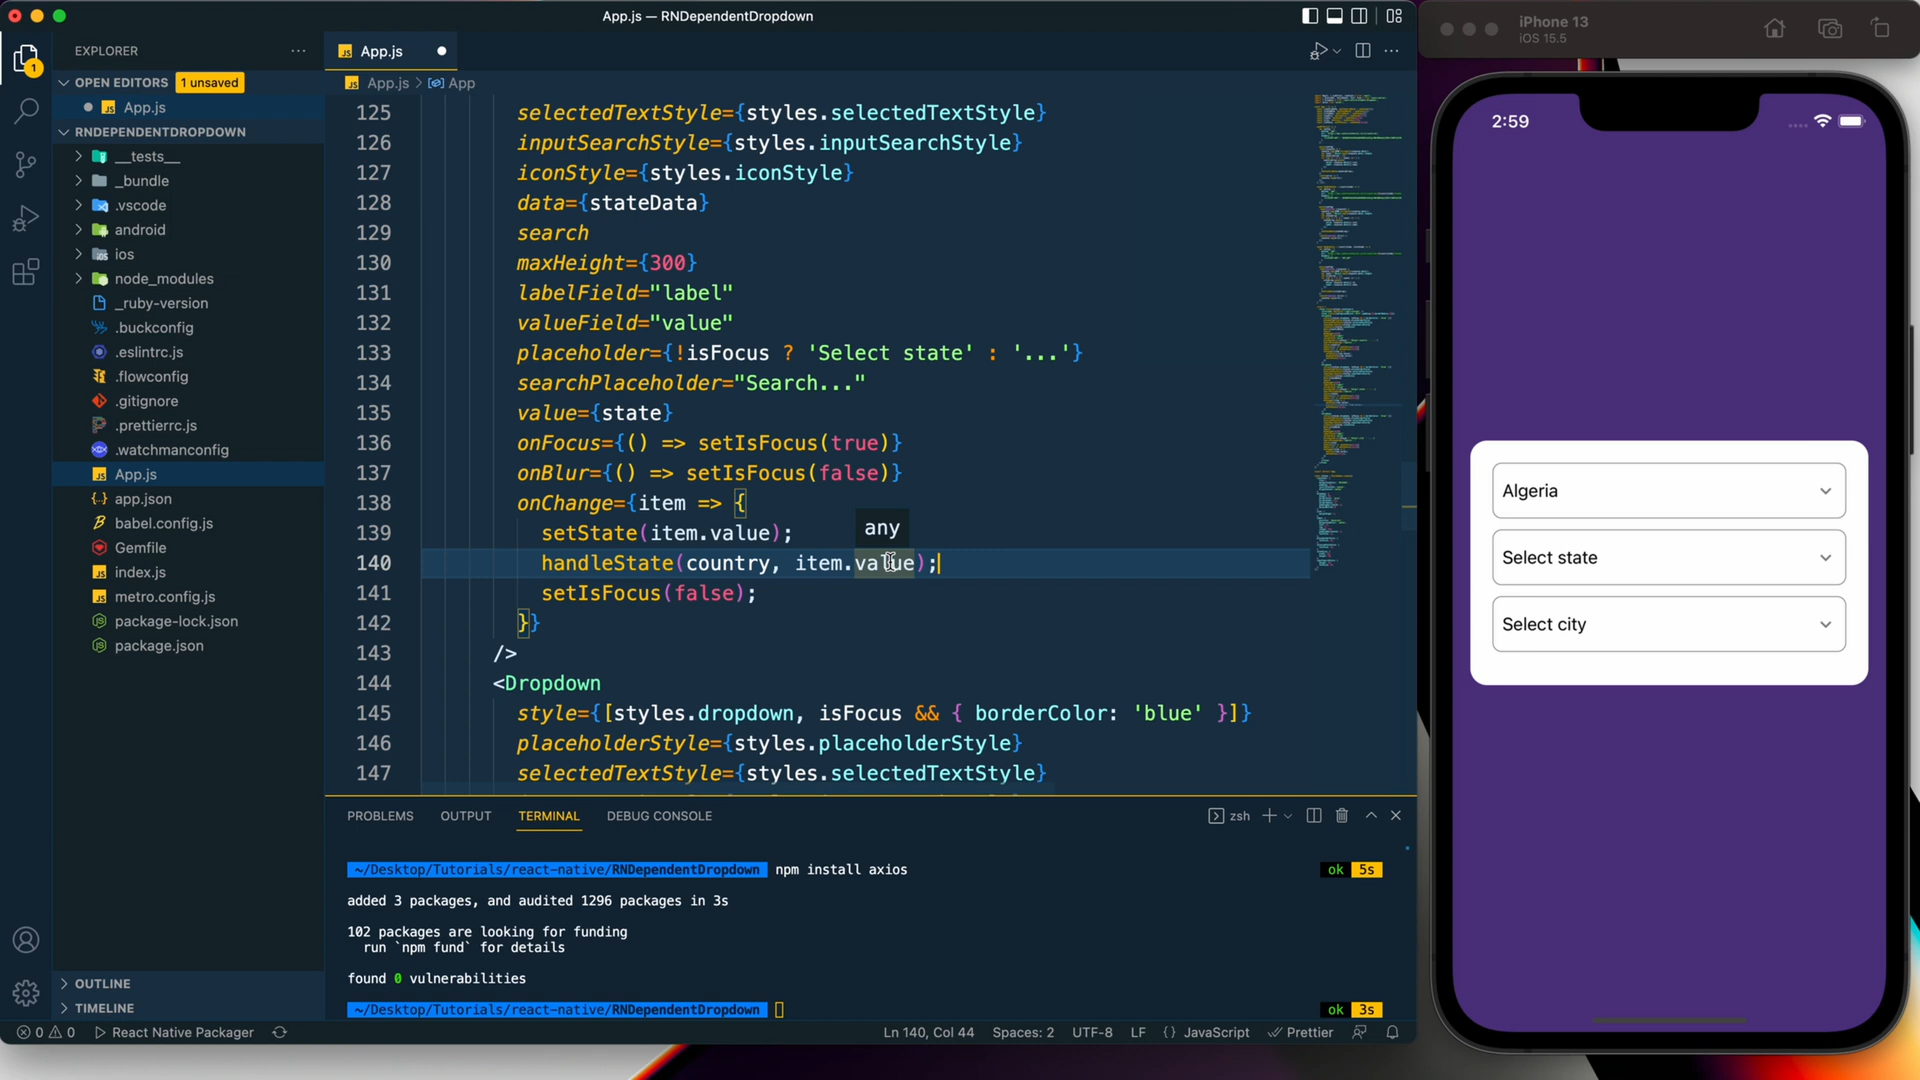 App.js — RNDependentDropdown
EXPLORER
OPEN EDITORS
1 unsaved
App.js
RNDEPENDENTDROPDOWN
__tests__
_bundle
.vscode
android
ios
node_modules
_ruby-version
.buckconfig
.eslintrc.js
.flowconfig
.gitignore
.prettierrc.js
.watchmanconfig
App.js
app.json
babel.config.js
Gemfile
index.js
metro.config.js
package-lock.json
package.json
OUTLINE
TIMELINE
1
App.js
App.js > App
125 selectedTextStyle={styles.selectedTextStyle}
126 inputSearchStyle={styles.inputSearchStyle}
127 iconStyle={styles.iconStyle}
128 data={stateData}
129 search
130 maxHeight={300}
131 labelField="label"
132 valueField="value"
133 placeholder={!isFocus ? 'Select state' : '...'}
134 searchPlaceholder="Search..."
135 value={state}
136 onFocus={() => setIsFocus(true)}
137 onBlur={() => setIsFocus(false)}
138 onChange={item => {
139 setState(item.value);
any
140 handleState(country, item.value);
141 setIsFocus(false);
142 }}
143 />
144 <Dropdown
145 style={[styles.dropdown, isFocus && { borderColor: 'blue' }]}
146 placeholderStyle={styles.placeholderStyle}
147 selectedTextStyle={styles.selectedTextStyle}
PROBLEMS OUTPUT TERMINAL DEBUG CONSOLE
zsh
~/Desktop/Tutorials/react-native/RNDependentDropdown npm install axios ok 5s
added 3 packages, and audited 1296 packages in 3s
102 packages are looking for funding
run `npm fund` for details
found 0 vulnerabilities
~/Desktop/Tutorials/react-native/RNDependentDropdown ok 3s
0 0 React Native Packager Ln 140, Col 44 Spaces: 2 UTF-8 LF {} JavaScript Prettier
iPhone 13
iOS 15.5
2:59
Algeria
Select state
Select city